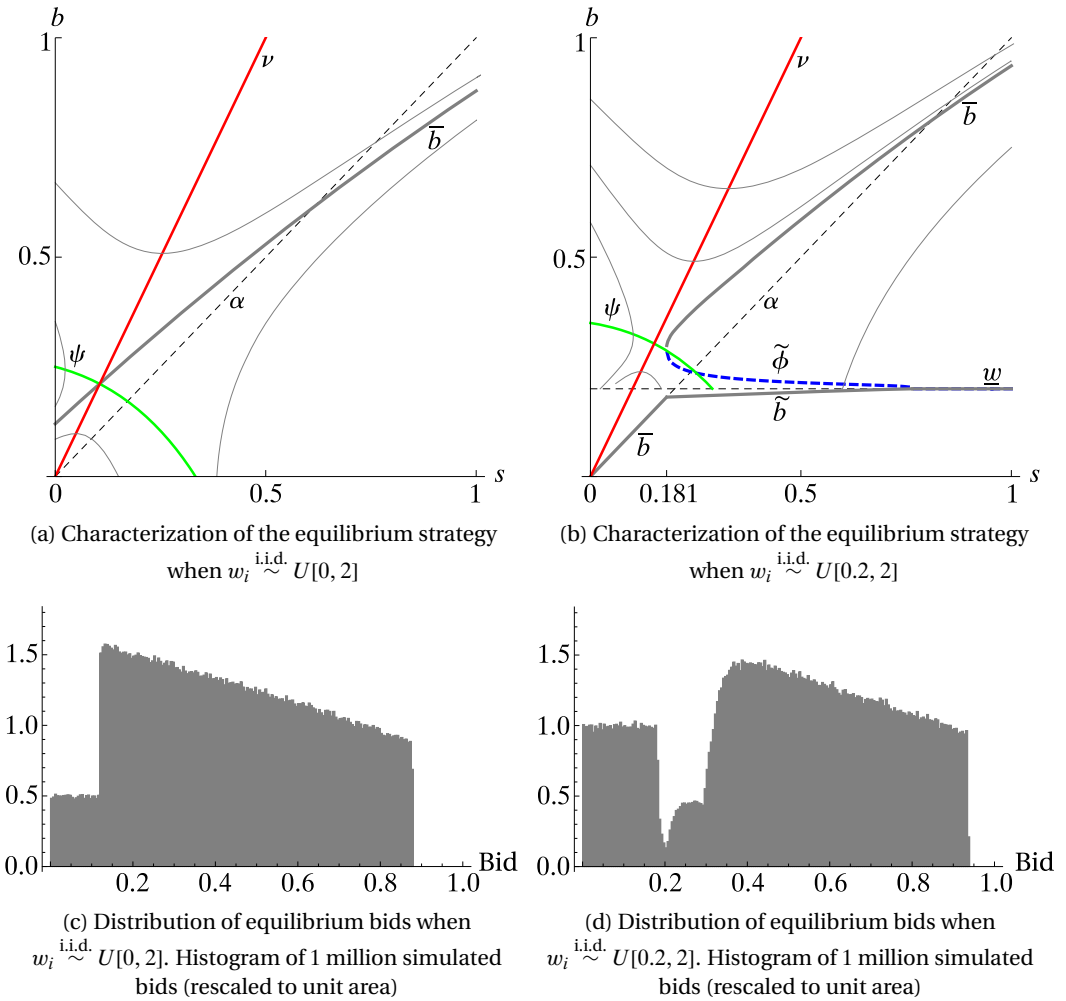 b
1
ν
b̄
0.5
α
ψ
0
0.5
1
s
(a) Characterization of the equilibrium strategy
when wᵢ i.i.d. ∼ U[0, 2]
b
1
ν
b̄
0.5
α
ψ
ϕ̃
w̲
b̃
b̄
0
0.181
0.5
1
s
(b) Characterization of the equilibrium strategy
when wᵢ i.i.d. ∼ U[0.2, 2]
1.5
1.0
0.5
0.0
0.2
0.4
0.6
0.8
1.0
Bid
(c) Distribution of equilibrium bids when
wᵢ i.i.d. ∼ U[0, 2]. Histogram of 1 million simulated
bids (rescaled to unit area)
1.5
1.0
0.5
0.0
0.2
0.4
0.6
0.8
1.0
Bid
(d) Distribution of equilibrium bids when
wᵢ i.i.d. ∼ U[0.2, 2]. Histogram of 1 million simulated
bids (rescaled to unit area)